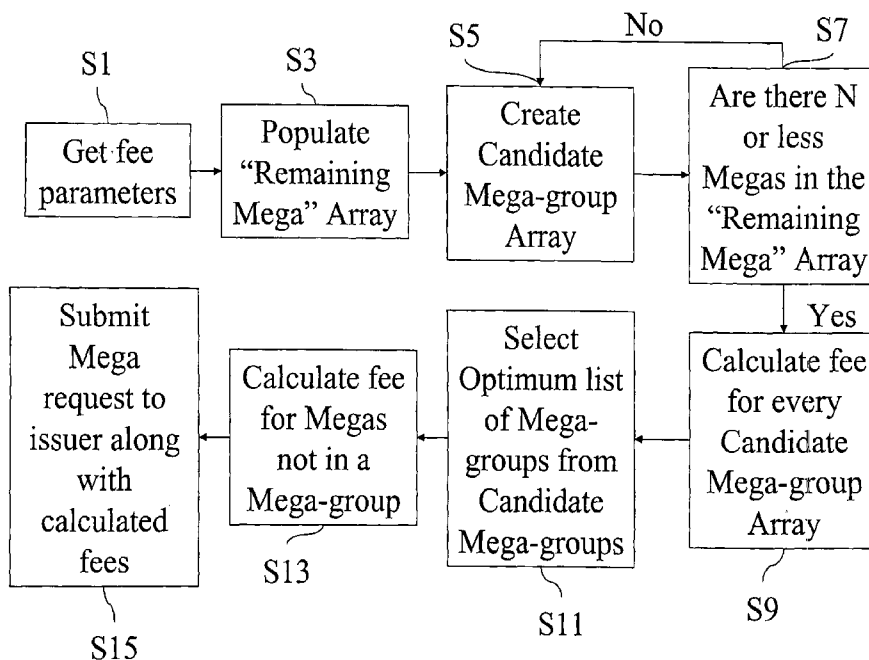 S1
Get fee
parameters
S3
Populate
“Remaining
Mega” Array
S5
Create
Candidate
Mega-group
Array
No
S7
Are there N
or less
Megas in the
“Remaining
Mega” Array
Yes
Calculate fee
for every
Candidate
Mega-group
Array
S9
Select
Optimum list
of Mega-
groups from
Candidate
Mega-groups
S11
Calculate fee
for Megas
not in a
Mega-group
S13
Submit
Mega
request to
issuer along
with
calculated
fees
S15